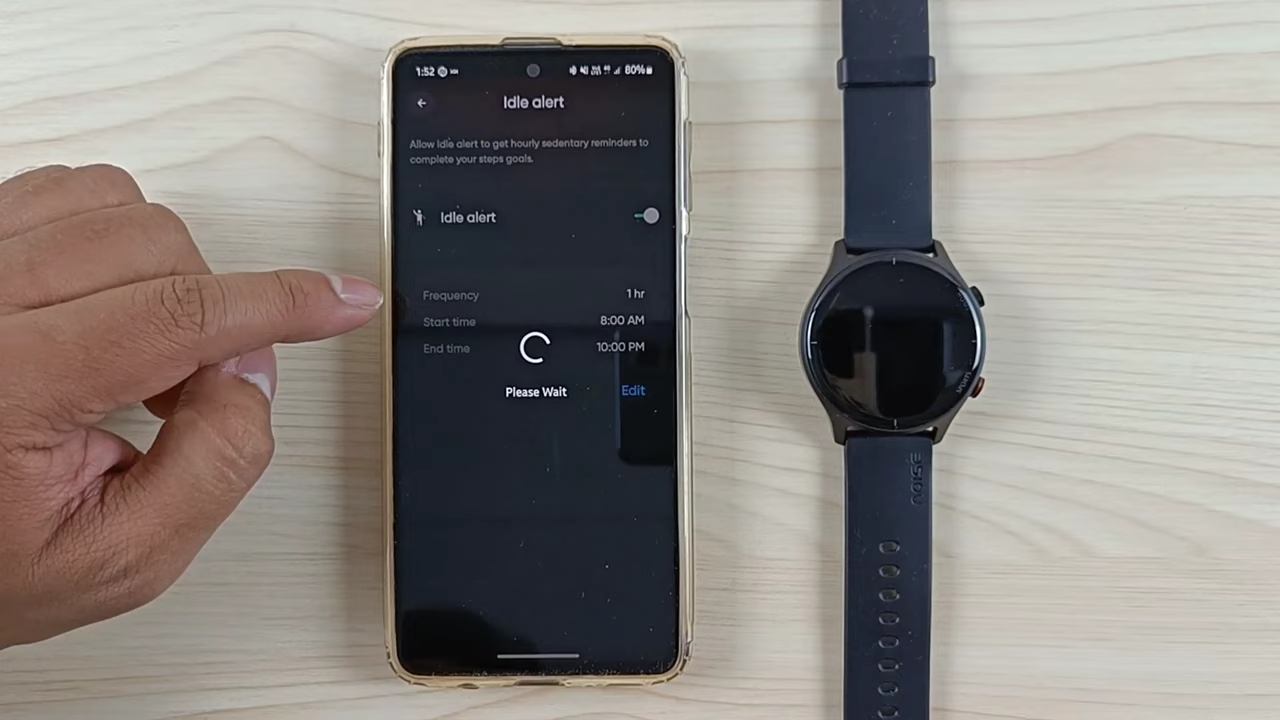 1:52 80%
Idle alert
Allow Idle alert to get hourly sedentary reminders to
complete your steps goals.
Idle alert
Frequency 1 hr
Start time 8:00 AM
End time 10:00 PM
Please Wait
Edit
NOISE